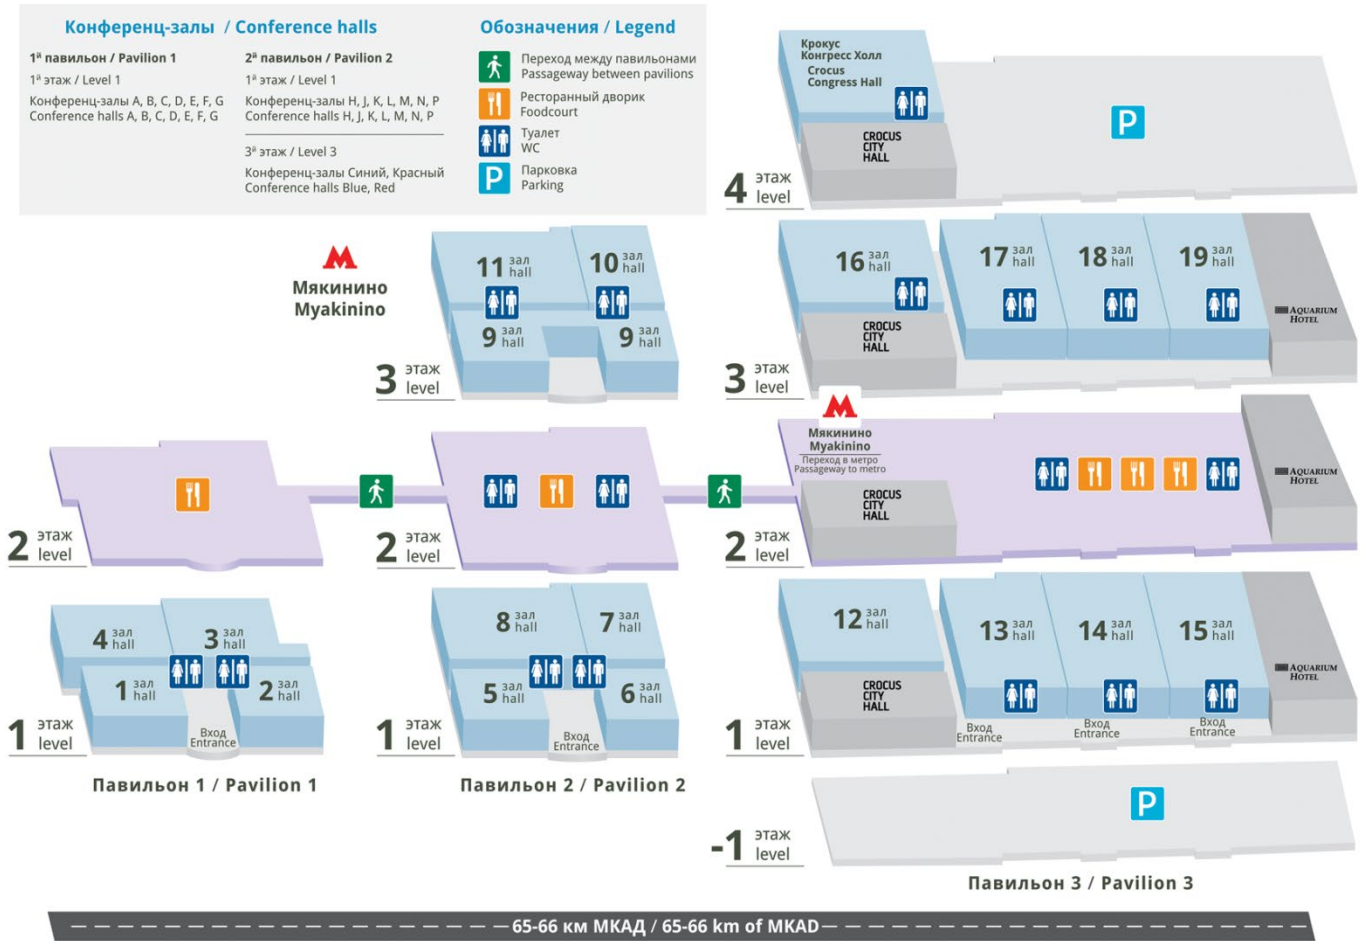 Конференц-залы / Conference halls
1й павильон / Pavilion 1
1й этаж / Level 1
Конференц-залы A, B, C, D, E, F, G
Conference halls A, B, C, D, E, F, G
2й павильон / Pavilion 2
1й этаж / Level 1
Конференц-залы H, J, K, L, M, N, P
Conference halls H, J, K, L, M, N, P
3й этаж / Level 3
Конференц-залы Синий, Красный
Conference halls Blue, Red
Обозначения / Legend
Переход между павильонами
Passageway between pavilions
Ресторанный дворик
Foodcourt
Туалет
WC
P
Парковка
Parking
Крокус
Конгресс Холл
Crocus
Congress Hall
CROCUS
CITY
HALL
P
4 этаж
level
М
Мякинино
Myakinino
11 зал
hall
10 зал
hall
9 зал
hall
9 зал
hall
3 этаж
level
16 зал
hall
17 зал
hall
18 зал
hall
19 зал
hall
CROCUS
CITY
HALL
AQUARIUM
HOTEL
3 этаж
level
2 этаж
level
2 этаж
level
М
Мякинино
Myakinino
Переход в метро
Passageway to metro
CROCUS
CITY
HALL
AQUARIUM
HOTEL
2 этаж
level
4 зал
hall
3 зал
hall
1 зал
hall
2 зал
hall
Вход
Entrance
1 этаж
level
Павильон 1 / Pavilion 1
8 зал
hall
7 зал
hall
5 зал
hall
6 зал
hall
Вход
Entrance
1 этаж
level
Павильон 2 / Pavilion 2
12 зал
hall
13 зал
hall
14 зал
hall
15 зал
hall
CROCUS
CITY
HALL
AQUARIUM
HOTEL
Вход
Entrance
Вход
Entrance
Вход
Entrance
1 этаж
level
P
-1 этаж
level
Павильон 3 / Pavilion 3
65-66 км МКАД / 65-66 km of MKAD